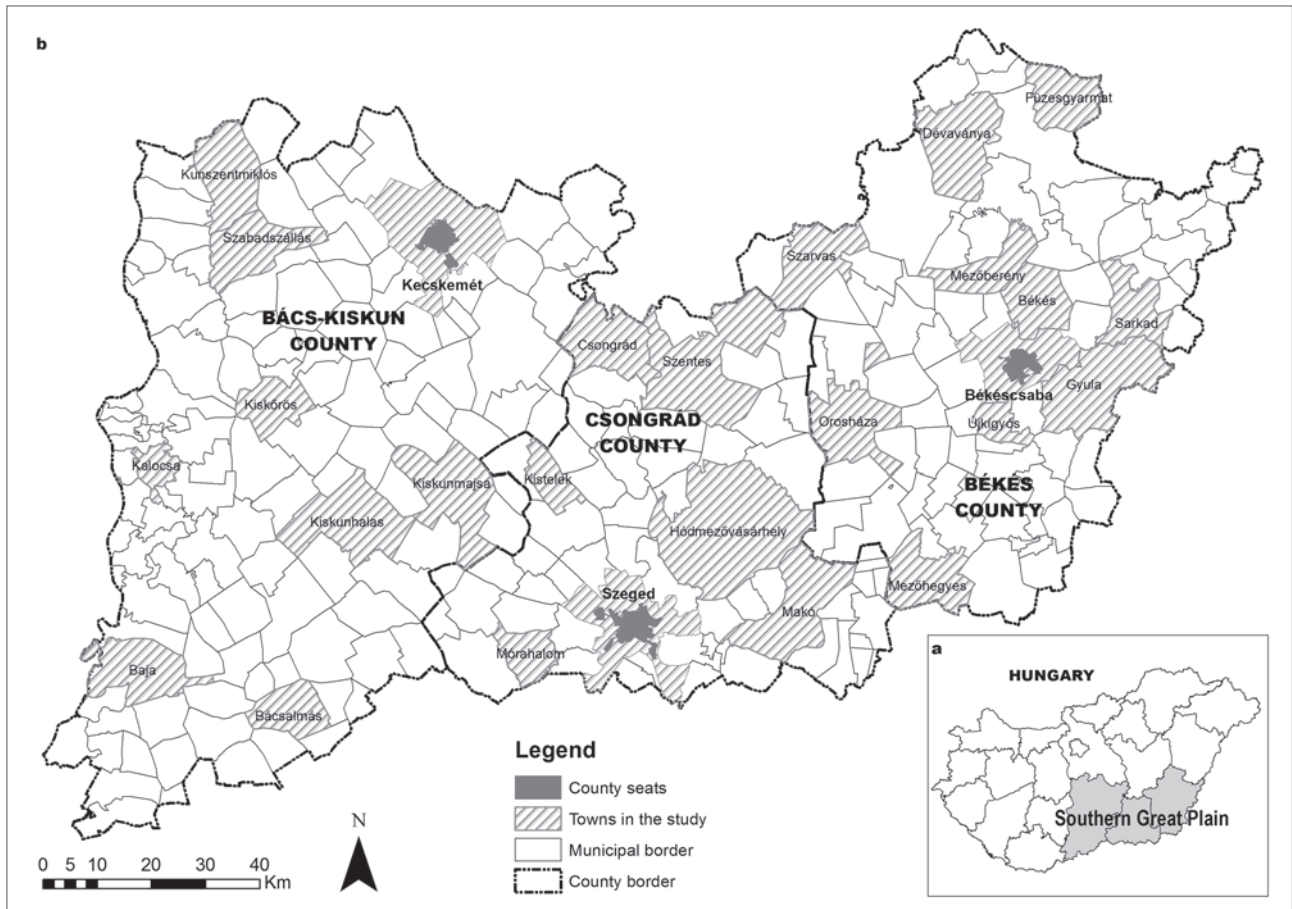 b
Füzesgyarmat
Dévaványa
Kunszentmiklós
Szabadszállás
Szarvas
Kecskemét
Mezőberény
Békés
BÁCS-KISKUN
COUNTY
Sarkad
Csongrád
Szentes
Békéscsaba
Gyula
Kiskőrös
CSONGRÁD
COUNTY
Orosháza
Újkígyós
Kalocsa
Kiskunmajsa
Kistelek
BÉKÉS
COUNTY
Kiskunhalas
Hódmezővásárhely
Mezőhegyes
Szeged
Makó
Mórahalom
Baja
Bácsalmás
a
HUNGARY
Southern Great Plain
Legend
County seats
Towns in the study
Municipal border
County border
N
0 5 10 20 30 40
Km